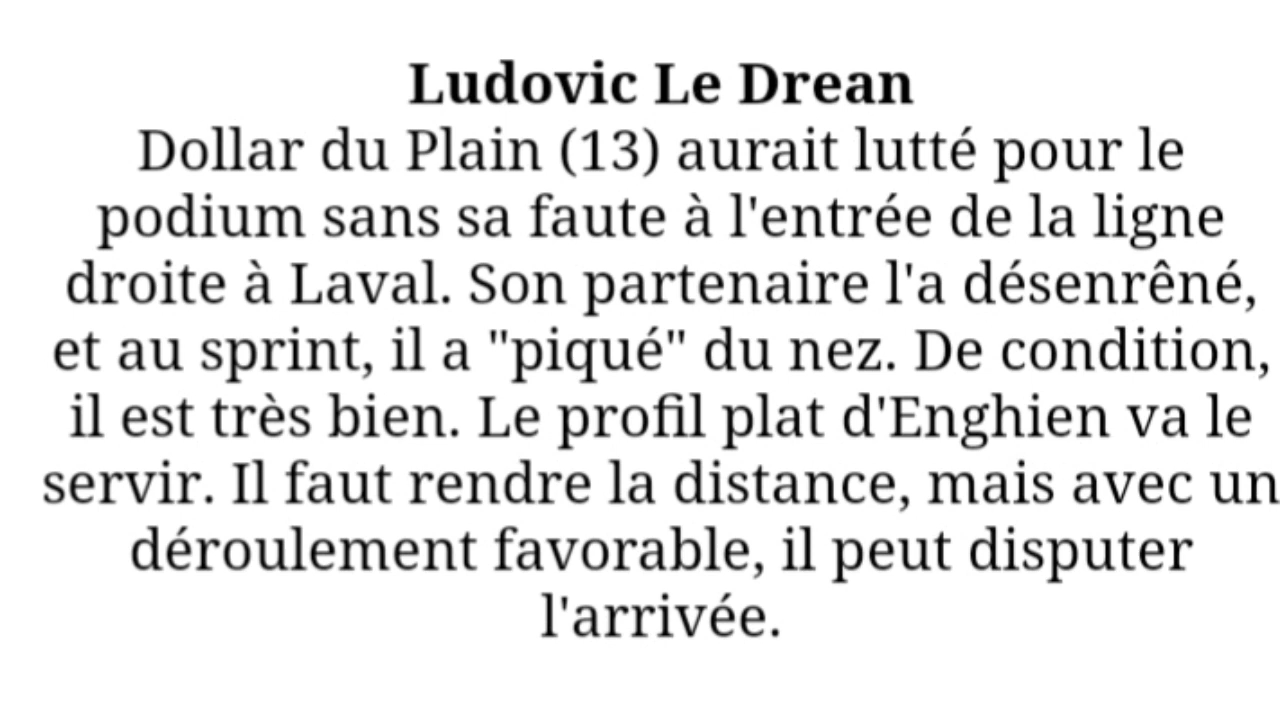 Ludovic Le Drean
Dollar du Plain (13) aurait lutté pour le
podium sans sa faute à l'entrée de la ligne
droite à Laval. Son partenaire l'a désenrêné,
et au sprint, il a "piqué" du nez. De condition,
il est très bien. Le profil plat d'Enghien va le
servir. Il faut rendre la distance, mais avec un
déroulement favorable, il peut disputer
l'arrivée.